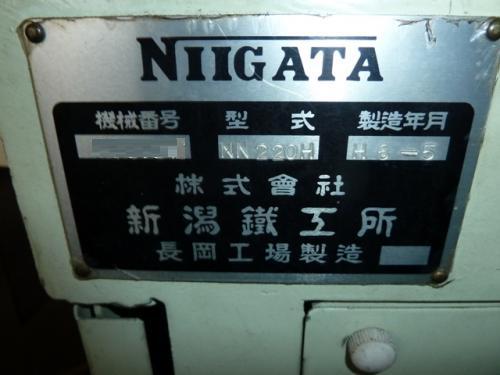 NIIGATA
機械番号 型式 製造年月
NN220H H 6-5
株式會社
新潟鐵工所
長岡工場製造